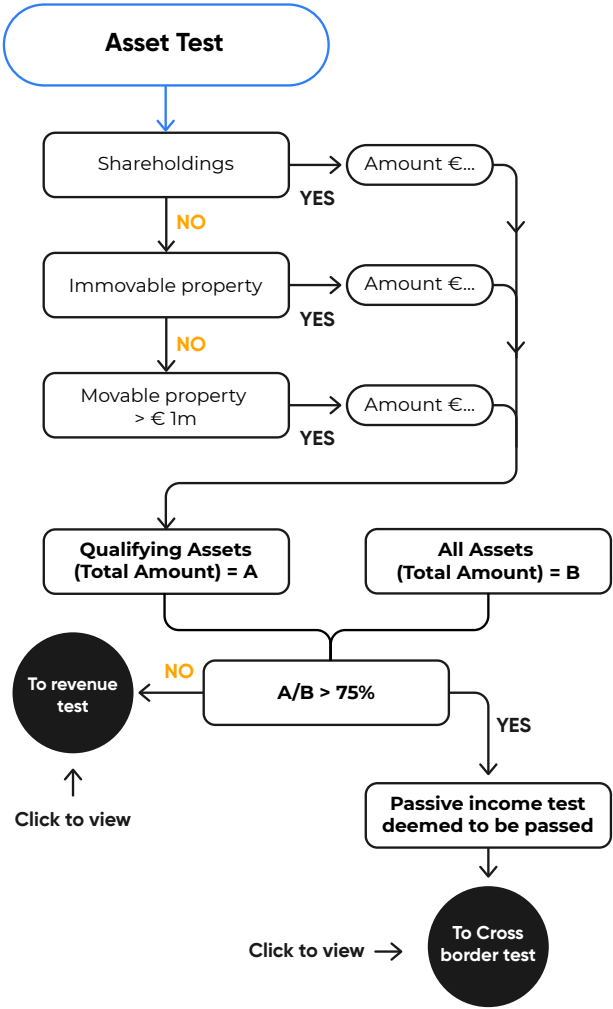 Asset Test
Shareholdings
Amount €...
YES
NO
Immovable property
Amount €...
YES
NO
Movable property
> € 1m
Amount €...
YES
Qualifying Assets
(Total Amount) = A
All Assets
(Total Amount) = B
To revenue
test
NO
A/B > 75%
YES
Click to view
Passive income test
deemed to be passed
Click to view
To Cross
border test